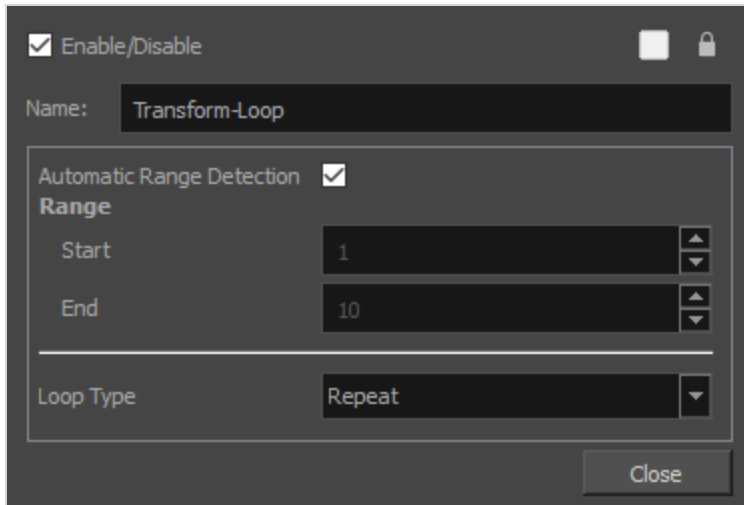 Enable/Disable
Name: Transform-Loop
Automatic Range Detection
Range
Start 1
End 10
Loop Type Repeat
Close